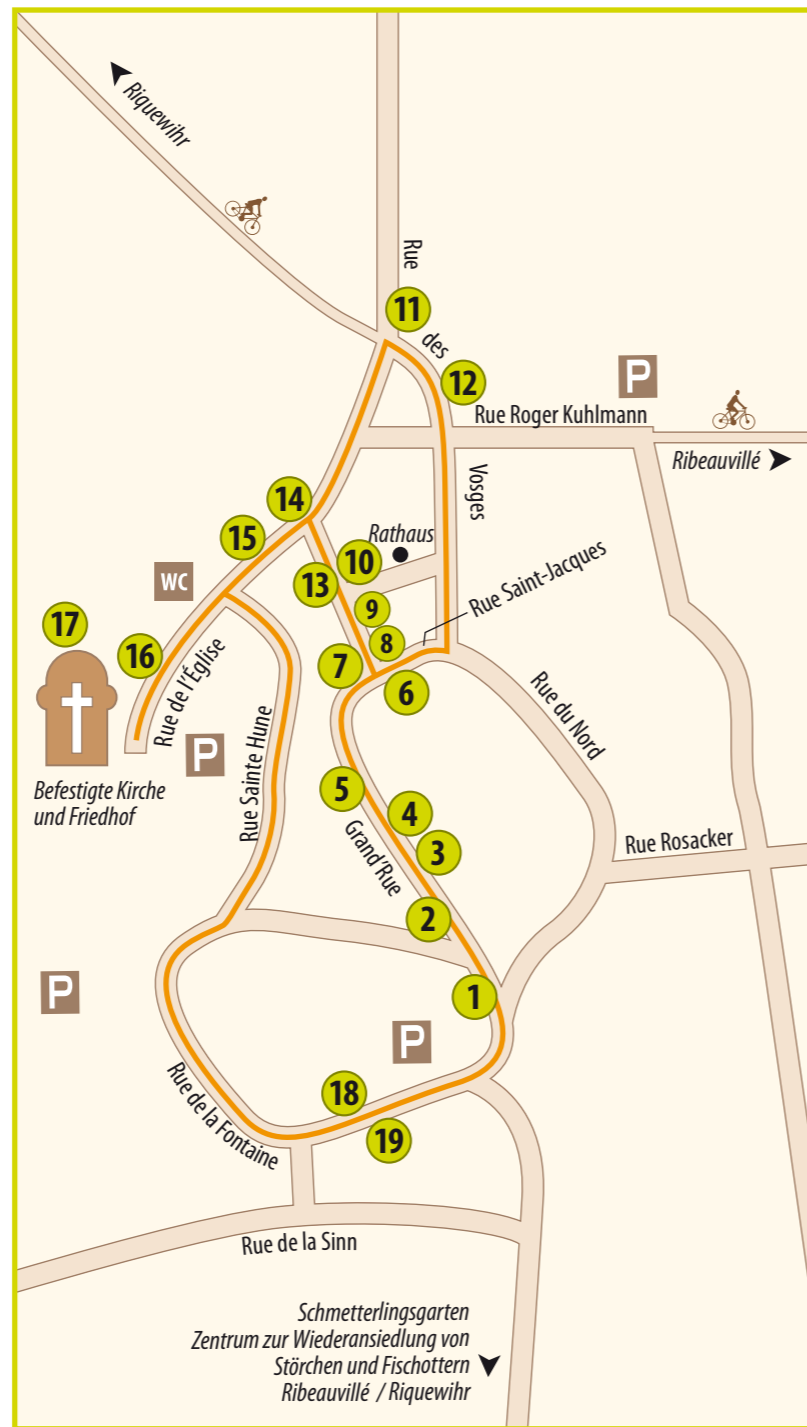 Riquewihr
Rue
11
des
12
P
Rue Roger Kuhlmann
Ribeauvillé
Vosges
14
15
Rathaus
10
13
WC
Rue Saint-Jacques
9
8
17
16
7
6
Rue de l'Église
Rue du Nord
P
Rue Sainte Hune
Befestigte Kirche
und Friedhof
5
4
Grand'Rue
3
Rue Rosacker
2
1
P
P
Rue de la Fontaine
18
19
Rue de la Sinn
Schmetterlingsgarten
Zentrum zur Wiederansiedlung von
Störchen und Fischottern
Ribeauvillé / Riquewihr